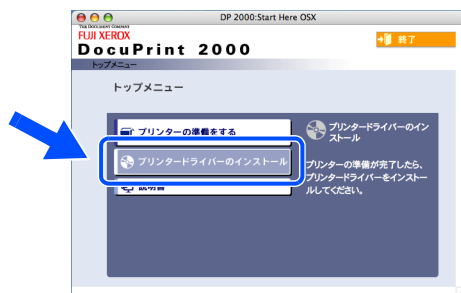 DP 2000:Start Here OSX
THE DOCUMENT COMPANY
FUJI XEROX
DocuPrint 2000
終了
トップメニュー
トップメニュー
プリンターの準備をする
プリンタードライバーのインストール
説明書
プリンタードライバーのイン
ストール
プリンターの準備が完了したら、
プリンタードライバーをインストー
ルしてください。